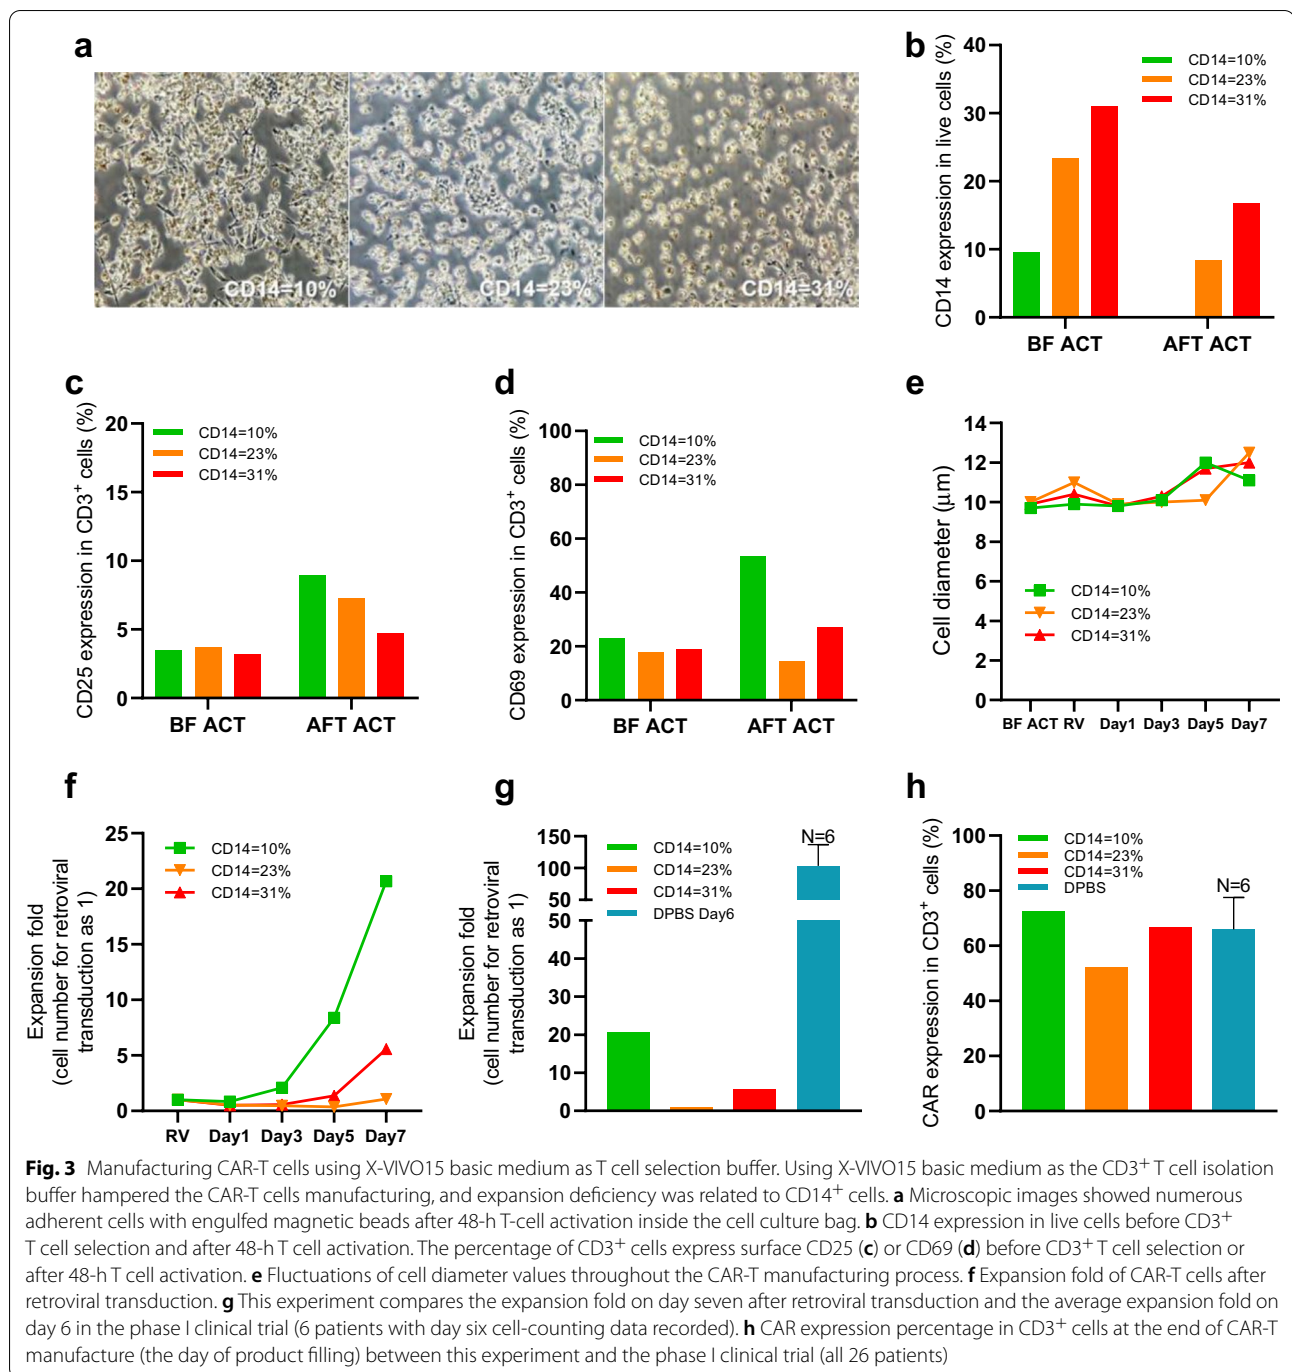 a
CD14=10%
CD14=23%
CD14=31%
b
CD14 expression in live cells (%)
40
30
20
10
0
CD14=10%
CD14=23%
CD14=31%
BF ACT
AFT ACT
c
CD25 expression in CD3+ cells (%)
20
15
10
5
0
CD14=10%
CD14=23%
CD14=31%
BF ACT
AFT ACT
d
CD69 expression in CD3+ cells (%)
100
80
60
40
20
0
CD14=10%
CD14=23%
CD14=31%
BF ACT
AFT ACT
e
Cell diameter (μm)
14
12
10
8
6
4
2
0
CD14=10%
CD14=23%
CD14=31%
BF ACT
RV
Day1
Day3
Day5
Day7
f
Expansion fold
(cell number for retroviral
transduction as 1)
25
20
15
10
5
0
CD14=10%
CD14=23%
CD14=31%
RV
Day1
Day3
Day5
Day7
g
Expansion fold
(cell number for retroviral
transduction as 1)
150
100
50
50
40
30
20
10
0
CD14=10%
CD14=23%
CD14=31%
DPBS Day6
N=6
h
CAR expression in CD3+ cells (%)
100
80
60
40
20
0
CD14=10%
CD14=23%
CD14=31%
DPBS
N=6
Fig. 3 Manufacturing CAR-T cells using X-VIVO15 basic medium as T cell selection buffer. Using X-VIVO15 basic medium as the CD3+ T cell isolation
buffer hampered the CAR-T cells manufacturing, and expansion deficiency was related to CD14+ cells. a Microscopic images showed numerous
adherent cells with engulfed magnetic beads after 48-h T-cell activation inside the cell culture bag. b CD14 expression in live cells before CD3+
T cell selection and after 48-h T cell activation. The percentage of CD3+ cells express surface CD25 (c) or CD69 (d) before CD3+ T cell selection or
after 48-h T cell activation. e Fluctuations of cell diameter values throughout the CAR-T manufacturing process. f Expansion fold of CAR-T cells after
retroviral transduction. g This experiment compares the expansion fold on day seven after retroviral transduction and the average expansion fold on
day 6 in the phase I clinical trial (6 patients with day six cell-counting data recorded). h CAR expression percentage in CD3+ cells at the end of CAR-T
manufacture (the day of product filling) between this experiment and the phase I clinical trial (all 26 patients)